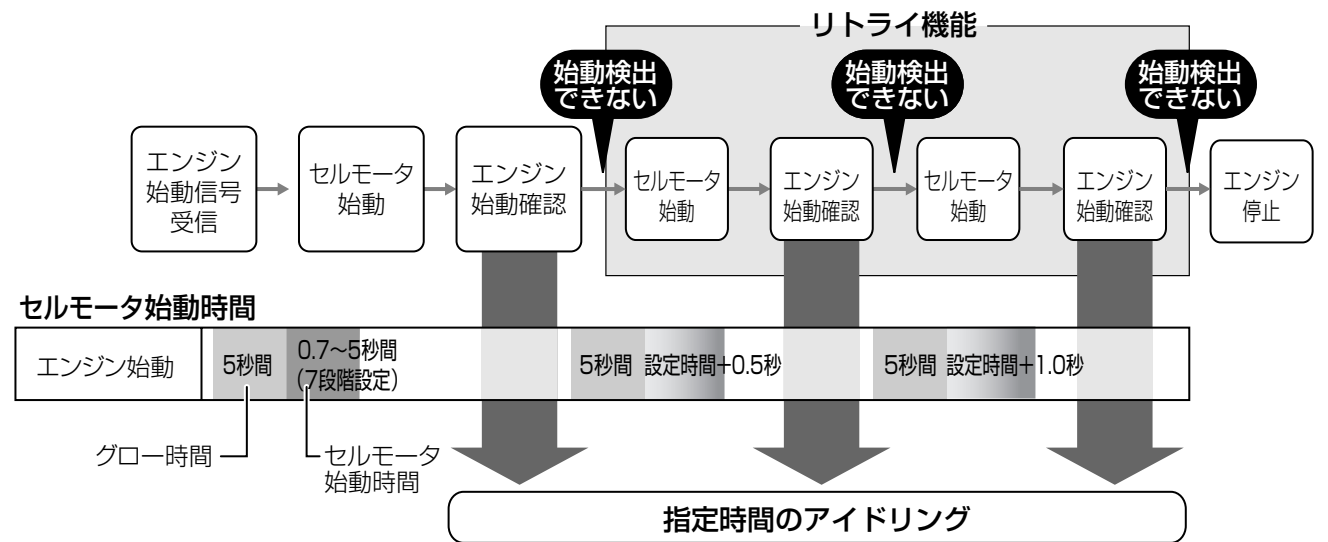 リトライ機能
始動検出
できない
始動検出
できない
始動検出
できない
エンジン
始動信号
受信
セルモータ
始動
エンジン
始動確認
セルモータ
始動
エンジン
始動確認
セルモータ
始動
エンジン
始動確認
エンジン
停止
セルモータ始動時間
エンジン始動
5秒間
0.7〜5秒間
(7段階設定)
5秒間
設定時間+0.5秒
5秒間
設定時間+1.0秒
グロー時間
セルモータ
始動時間
指定時間のアイドリング